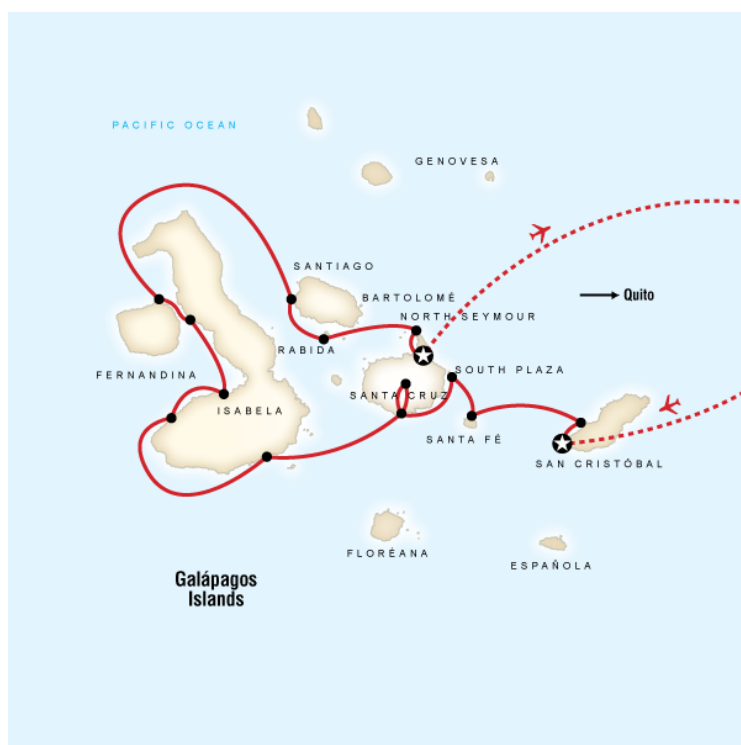 PACIFIC OCEAN
GENOVESA
SANTIAGO
BARTOLOMÉ
Quito
NORTH SEYMOUR
RABIDA
FERNANDINA
SOUTH PLAZA
SANTA CRUZ
ISABELA
SANTA FÉ
SAN CRISTÓBAL
FLORÉANA
ESPAÑOLA
Galápagos
Islands